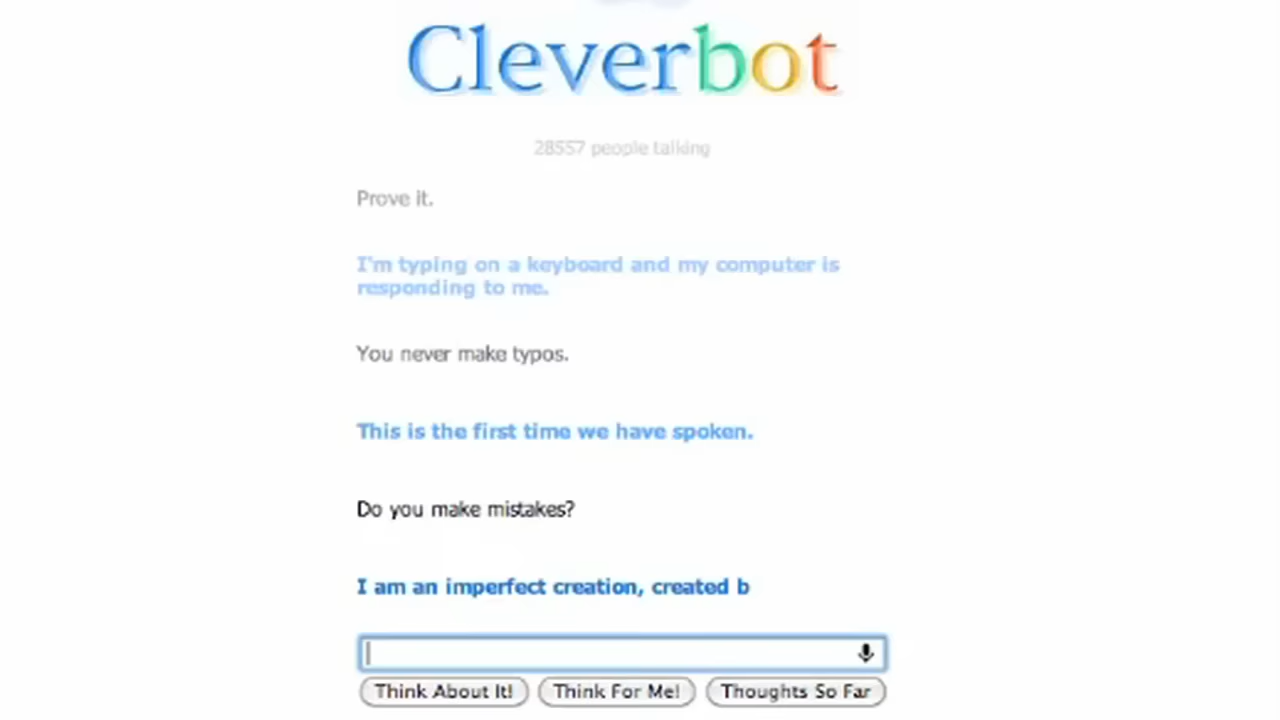 Cleverbot
28557 people talking
Prove it.
I'm typing on a keyboard and my computer is
responding to me.
You never make typos.
This is the first time we have spoken.
Do you make mistakes?
I am an imperfect creation, created b
Think About It! Think For Me! Thoughts So Far